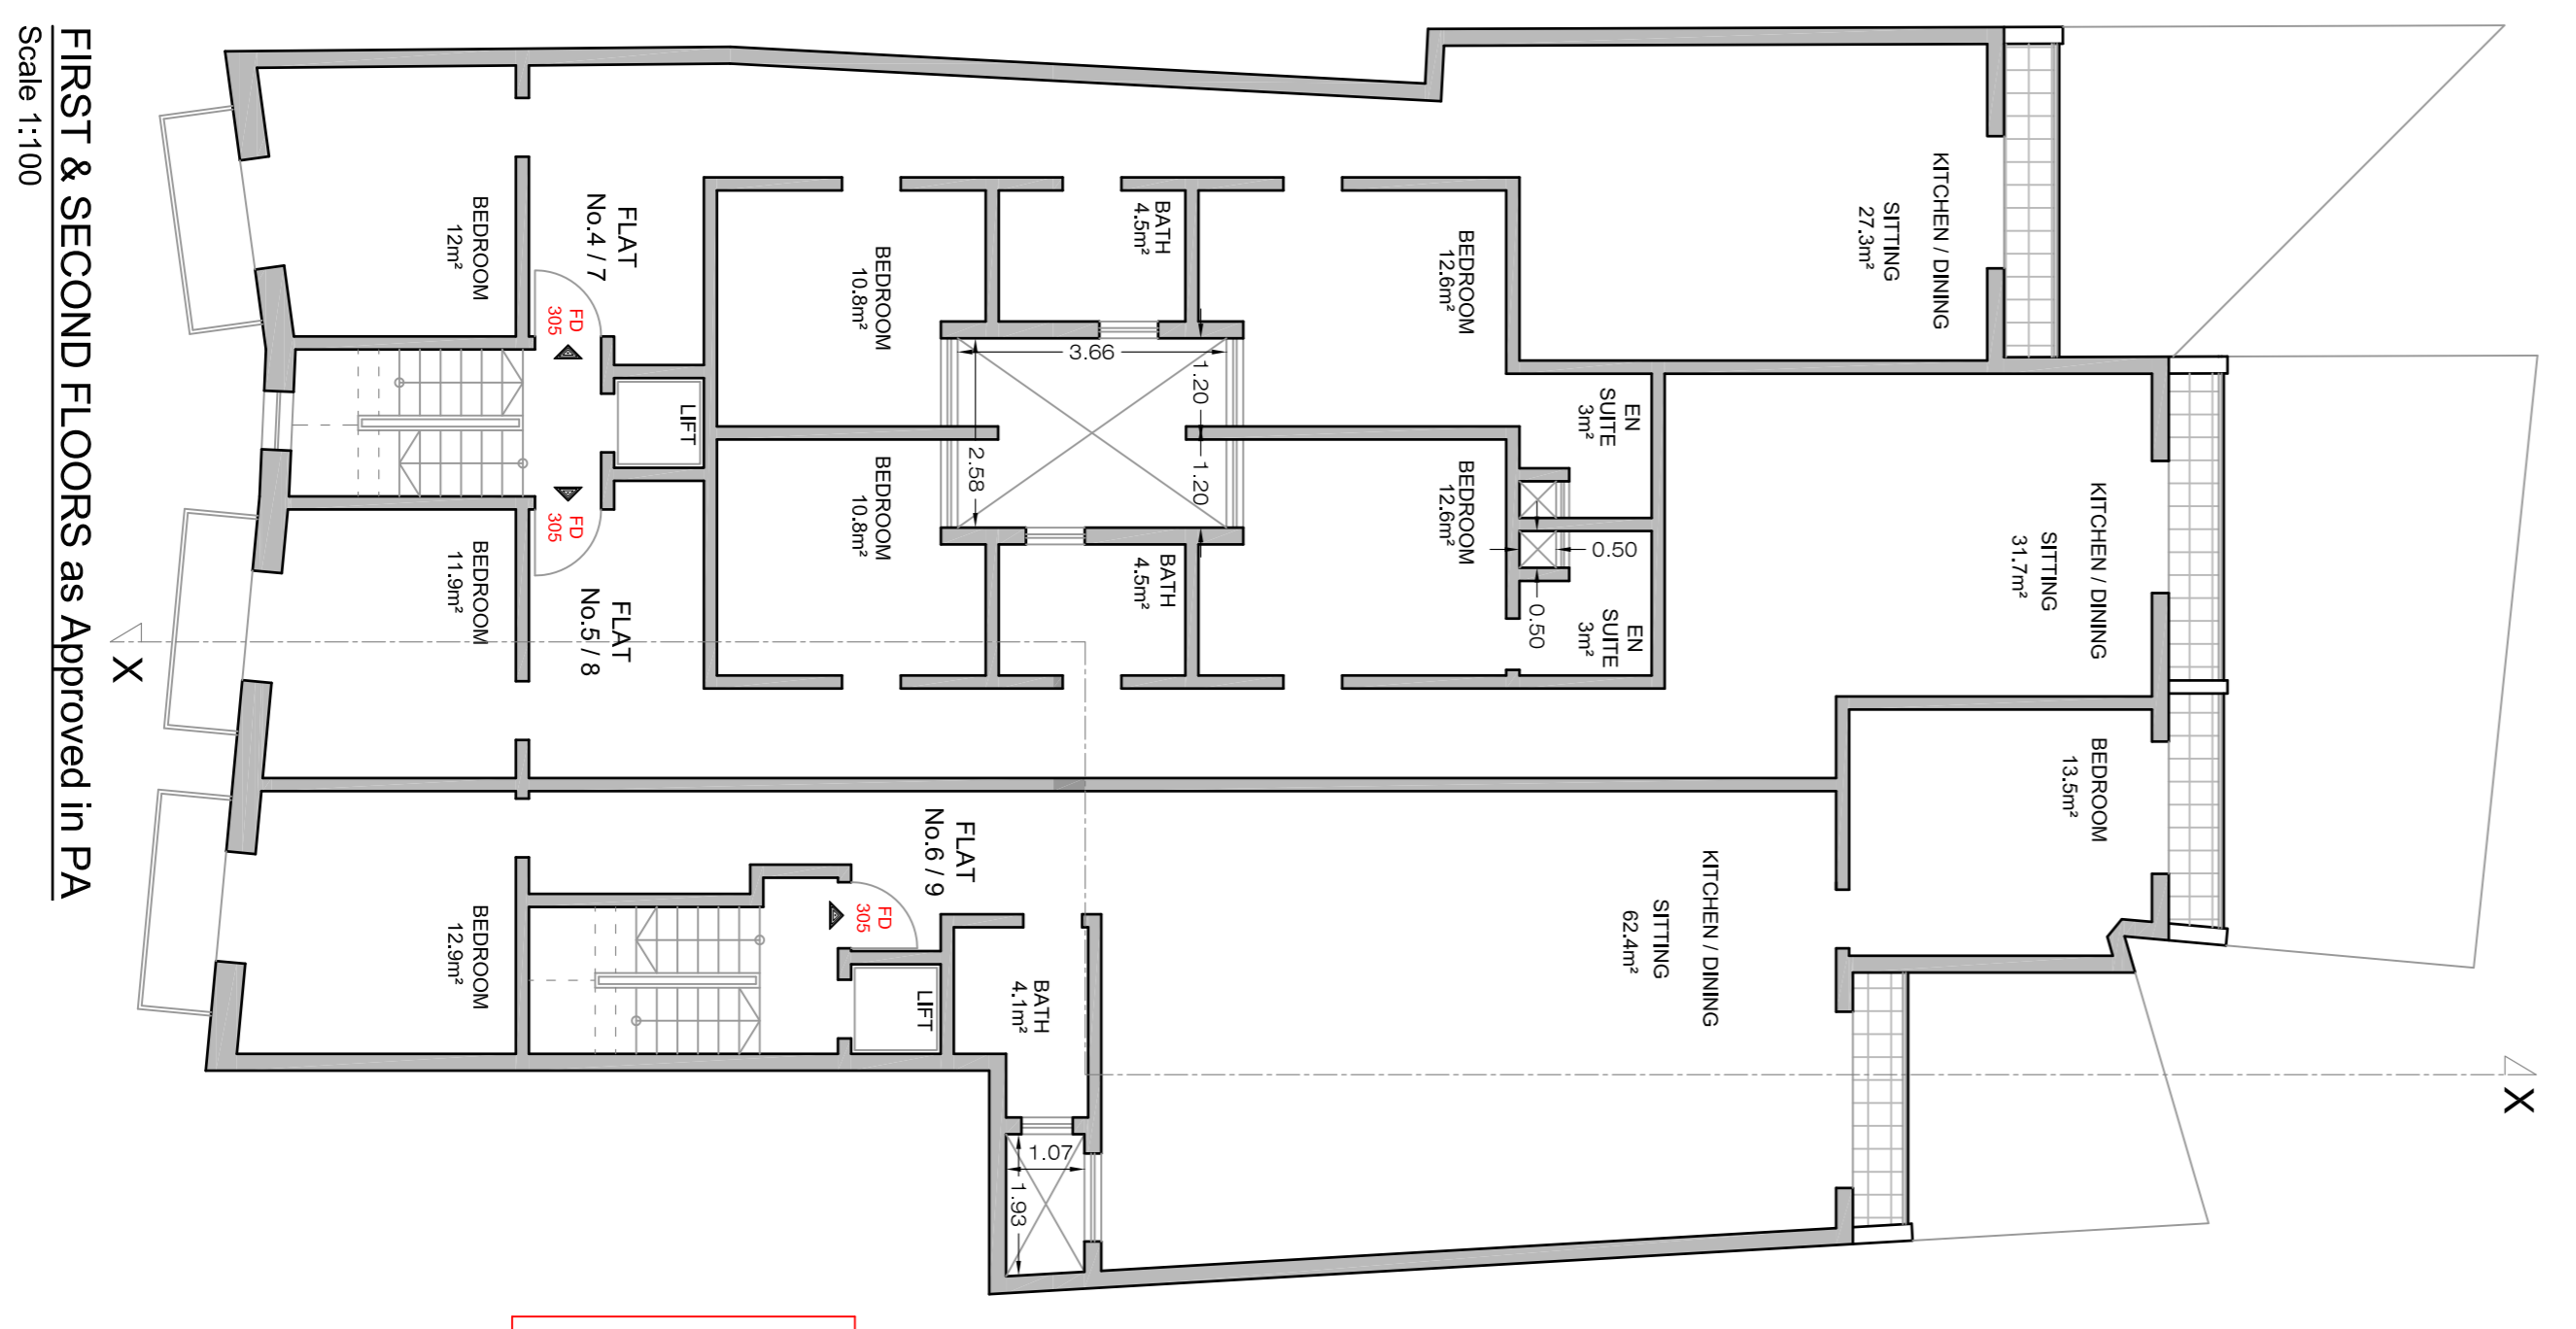 FIRST & SECOND FLOORS as Approved in PA
Scale 1:100
KITCHEN / DINING
SITTING
27.3m²
BEDROOM
12m²
FLAT
No.4 / 7
BEDROOM
10.8m²
BATH
4.5m²
BEDROOM
12.6m²
FD
305
LIFT
3.66
1.20
2.58
1.20
EN
SUITE
3m²
KITCHEN / DINING
SITTING
31.7m²
FD
305
BEDROOM
11.9m²
FLAT
No.5 / 8
BEDROOM
10.8m²
BATH
4.5m²
BEDROOM
12.6m²
0.50
0.50
EN
SUITE
3m²
X
BEDROOM
13.5m²
FLAT
No.6 / 9
KITCHEN / DINING
SITTING
62.4m²
BEDROOM
12.9m²
FD
305
LIFT
BATH
4.1m²
1.07
1.93
X